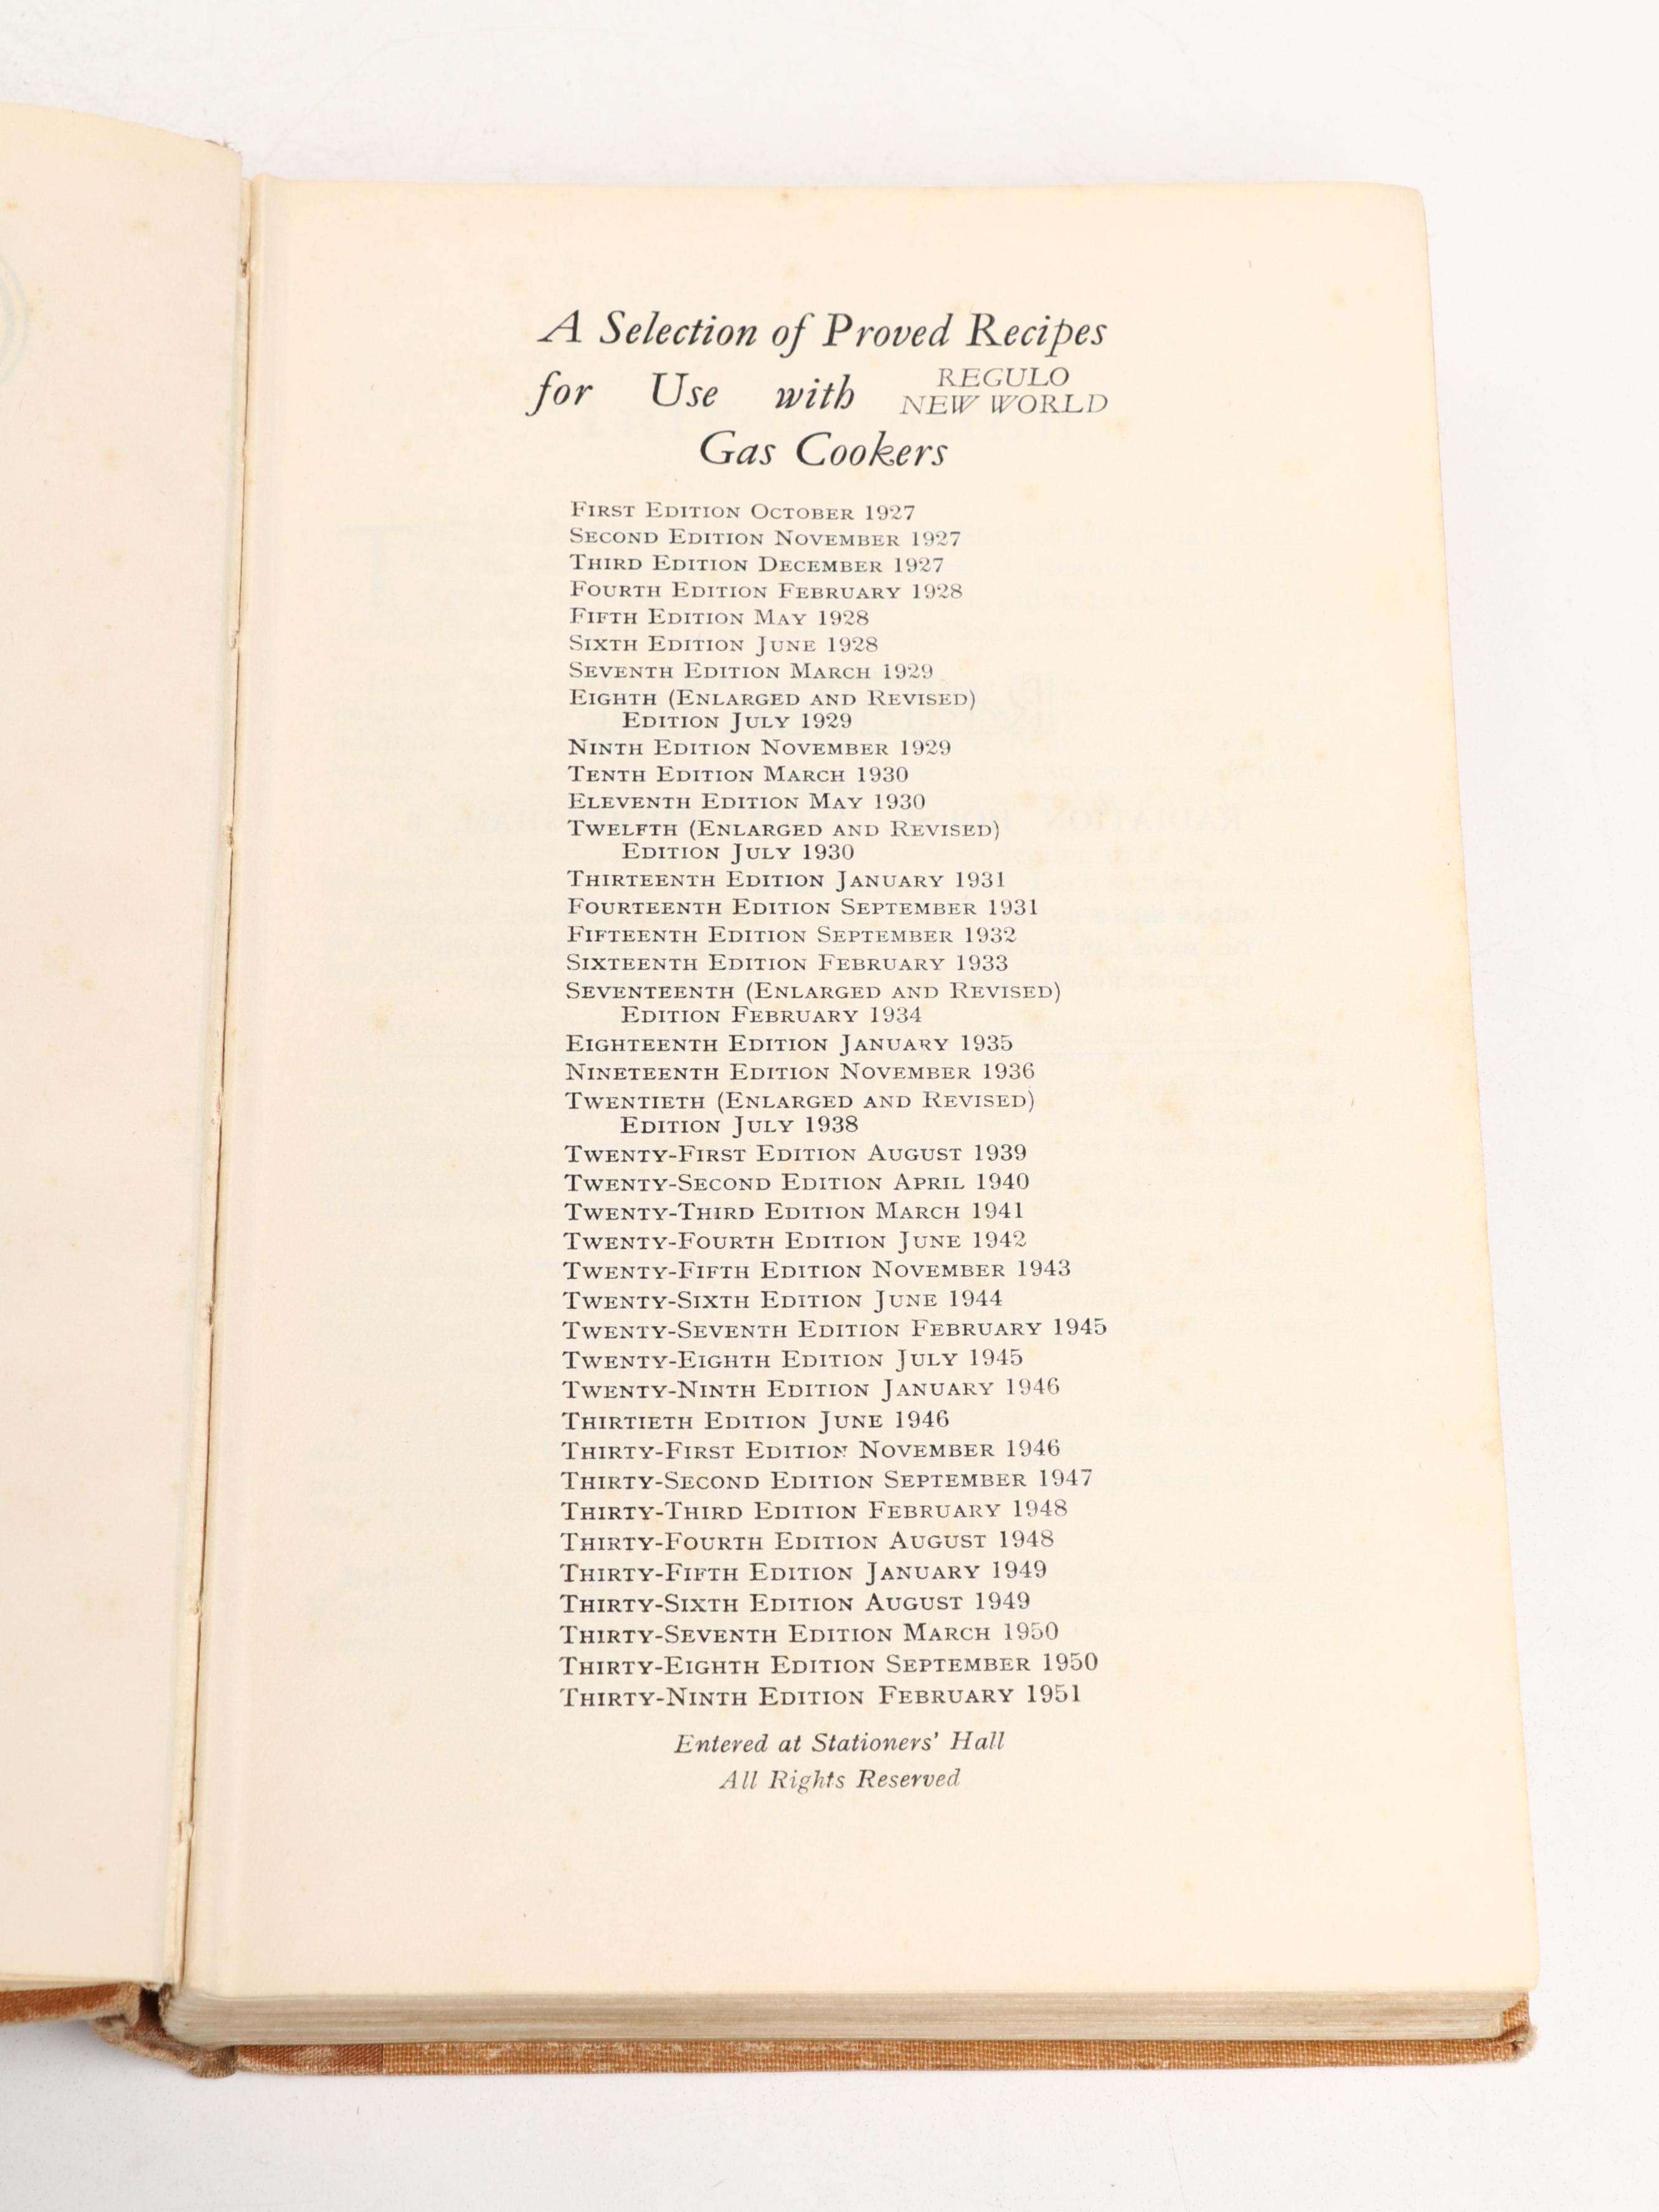 A Selection of Proved Recipes
for Use with REGULO
NEW WORLD
Gas Cookers
FIRST EDITION OCTOBER 1927
SECOND EDITION NOVEMBER 1927
THIRD EDITION DECEMBER 1927
FOURTH EDITION FEBRUARY 1928
FIFTH EDITION MAY 1928
SIXTH EDITION JUNE 1928
SEVENTH EDITION MARCH 1929
EIGHTH (ENLARGED AND REVISED)
EDITION JULY 1929
NINTH EDITION NOVEMBER 1929
TENTH EDITION MARCH 1930
ELEVENTH EDITION MAY 1930
TWELFTH (ENLARGED AND REVISED)
EDITION JULY 1930
THIRTEENTH EDITION JANUARY 1931
FOURTEENTH EDITION SEPTEMBER 1931
FIFTEENTH EDITION SEPTEMBER 1932
SIXTEENTH EDITION FEBRUARY 1933
SEVENTEENTH (ENLARGED AND REVISED)
EDITION FEBRUARY 1934
EIGHTEENTH EDITION JANUARY 1935
NINETEENTH EDITION NOVEMBER 1936
TWENTIETH (ENLARGED AND REVISED)
EDITION JULY 1938
TWENTY-FIRST EDITION AUGUST 1939
TWENTY-SECOND EDITION APRIL 1940
TWENTY-THIRD EDITION MARCH 1941
TWENTY-FOURTH EDITION JUNE 1942
TWENTY-FIFTH EDITION NOVEMBER 1943
TWENTY-SIXTH EDITION JUNE 1944
TWENTY-SEVENTH EDITION FEBRUARY 1945
TWENTY-EIGHTH EDITION JULY 1945
TWENTY-NINTH EDITION JANUARY 1946
THIRTIETH EDITION JUNE 1946
THIRTY-FIRST EDITION NOVEMBER 1946
THIRTY-SECOND EDITION SEPTEMBER 1947
THIRTY-THIRD EDITION FEBRUARY 1948
THIRTY-FOURTH EDITION AUGUST 1948
THIRTY-FIFTH EDITION JANUARY 1949
THIRTY-SIXTH EDITION AUGUST 1949
THIRTY-SEVENTH EDITION MARCH 1950
THIRTY-EIGHTH EDITION SEPTEMBER 1950
THIRTY-NINTH EDITION FEBRUARY 1951
Entered at Stationers' Hall
All Rights Reserved